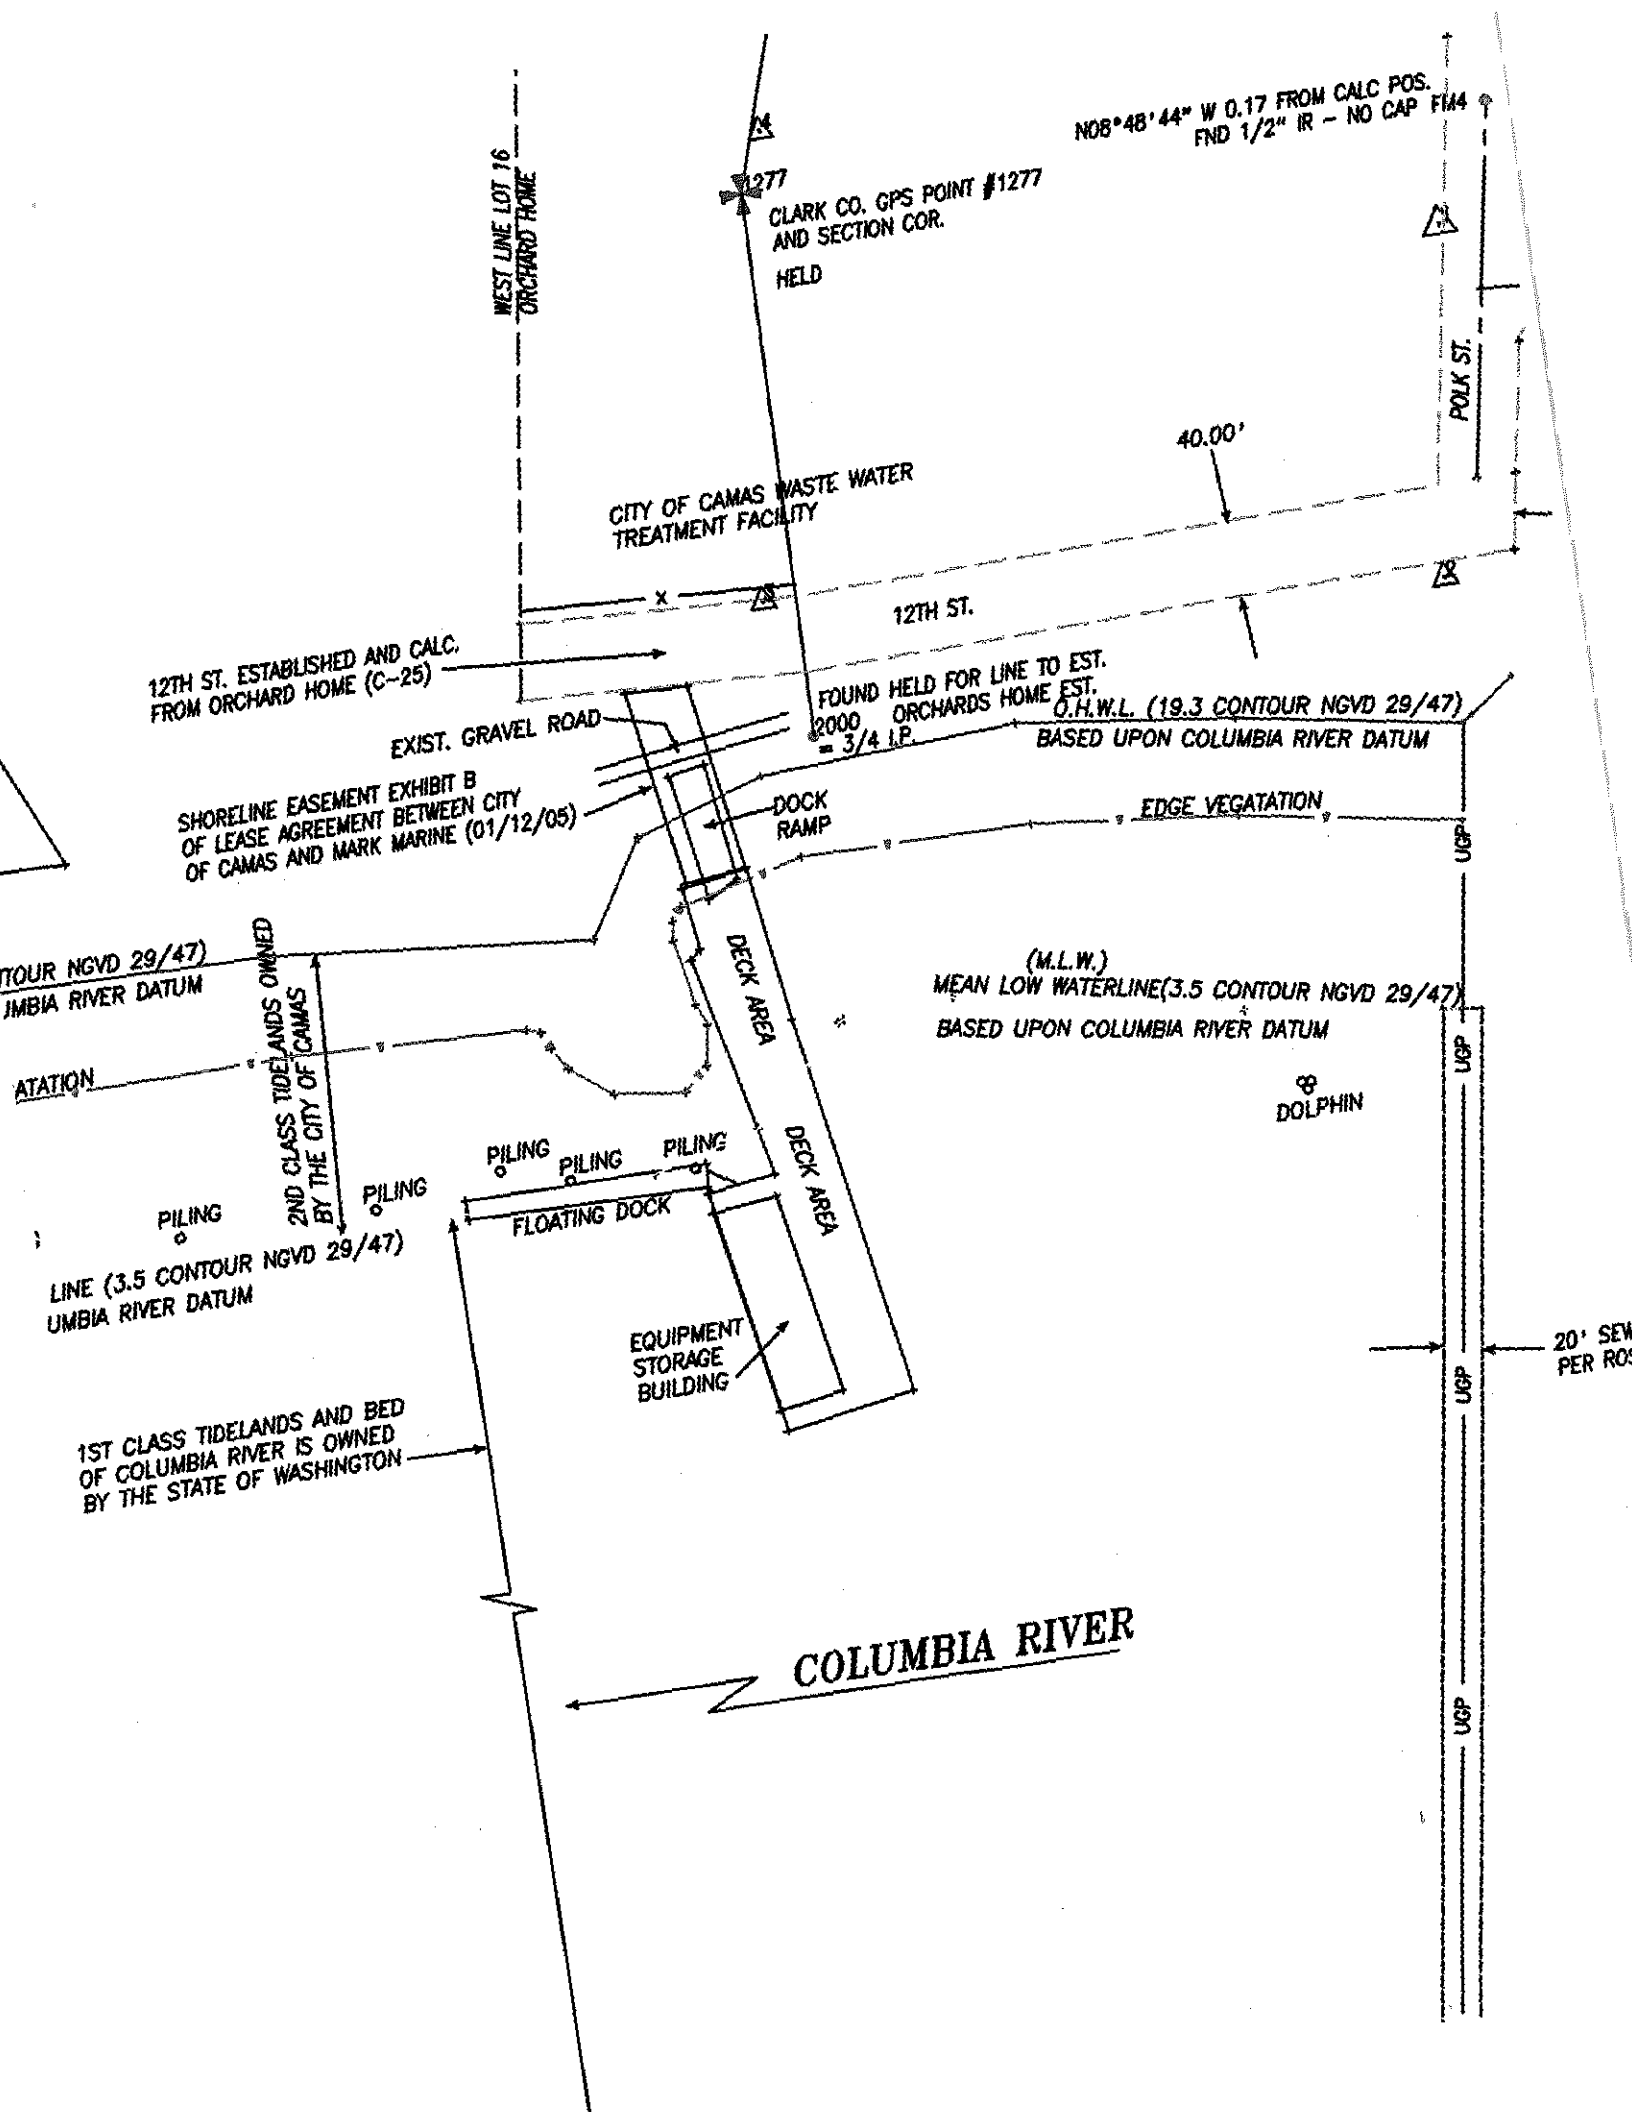 N08°48'44" W 0.17 FROM CALC POS.
FND 1/2" IR - NO CAP FM4
WEST LINE LOT 16
ORCHARD HOME
1277
CLARK CO. GPS POINT #1277
AND SECTION COR.
HELD
POLK ST.
40.00'
CITY OF CAMAS WASTE WATER
TREATMENT FACILITY
X
12TH ST.
12TH ST. ESTABLISHED AND CALC.
FROM ORCHARD HOME (C-25)
FOUND HELD FOR LINE TO EST.
2000 ORCHARDS HOME EST.
= 3/4 I.P.
O.H.W.L. (19.3 CONTOUR NGVD 29/47)
BASED UPON COLUMBIA RIVER DATUM
EXIST. GRAVEL ROAD
SHORELINE EASEMENT EXHIBIT B
OF LEASE AGREEMENT BETWEEN CITY
OF CAMAS AND MARK MARINE (01/12/05)
DOCK
RAMP
EDGE VEGATATION
UGP
TOUR NGVD 29/47)
UMBIA RIVER DATUM
2ND CLASS TIDELANDS OWNED
BY THE CITY OF CAMAS
DECK AREA
(M.L.W.)
MEAN LOW WATERLINE(3.5 CONTOUR NGVD 29/47)
BASED UPON COLUMBIA RIVER DATUM
UGP
ATATION
DOLPHIN
PILING
PILING
PILING
PILING
PILING
DECK AREA
FLOATING DOCK
LINE (3.5 CONTOUR NGVD 29/47)
UMBIA RIVER DATUM
EQUIPMENT
STORAGE
BUILDING
20' SEW
PER ROS
UGP
1ST CLASS TIDELANDS AND BED
OF COLUMBIA RIVER IS OWNED
BY THE STATE OF WASHINGTON
COLUMBIA RIVER
UGP